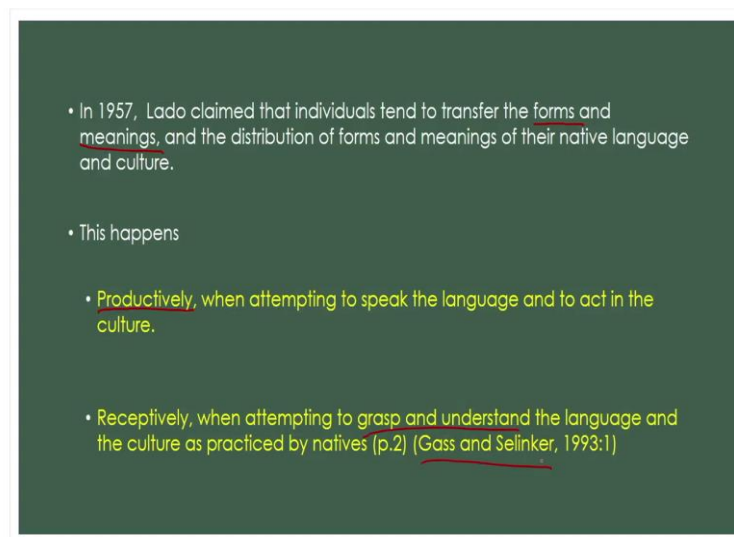 • In 1957, Lado claimed that individuals tend to transfer the forms and
meanings, and the distribution of forms and meanings of their native language
and culture.
• This happens
• Productively, when attempting to speak the language and to act in the
culture.
• Receptively, when attempting to grasp and understand the language and
the culture as practiced by natives (p.2) (Gass and Selinker, 1993:1)